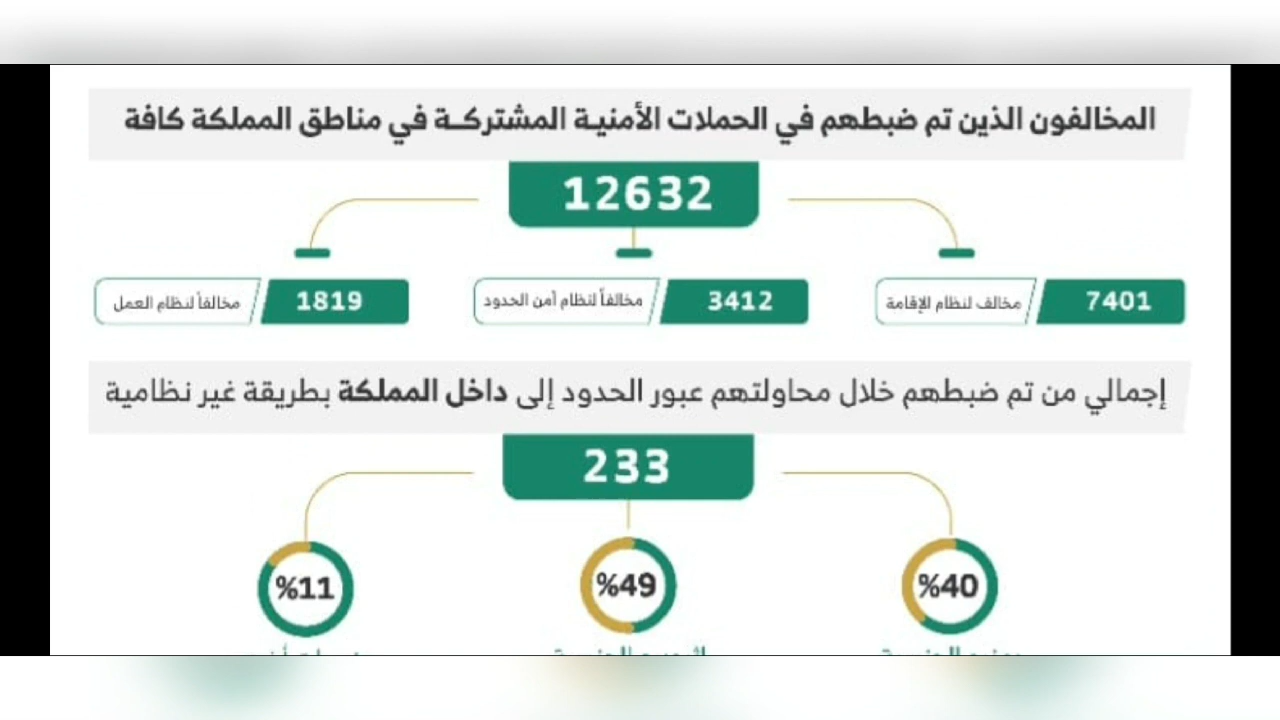 المخالفون الذين تم ضبطهم في الحملات الأمنية المشتركة في مناطق المملكة كافة
12632
7401 مخالف لنظام الإقامة
3412 مخالفاً لنظام أمن الحدود
1819 مخالفاً لنظام العمل
إجمالي من تم ضبطهم خلال محاولتهم عبور الحدود إلى داخل المملكة بطريقة غير نظامية
233
%40
%49
%11